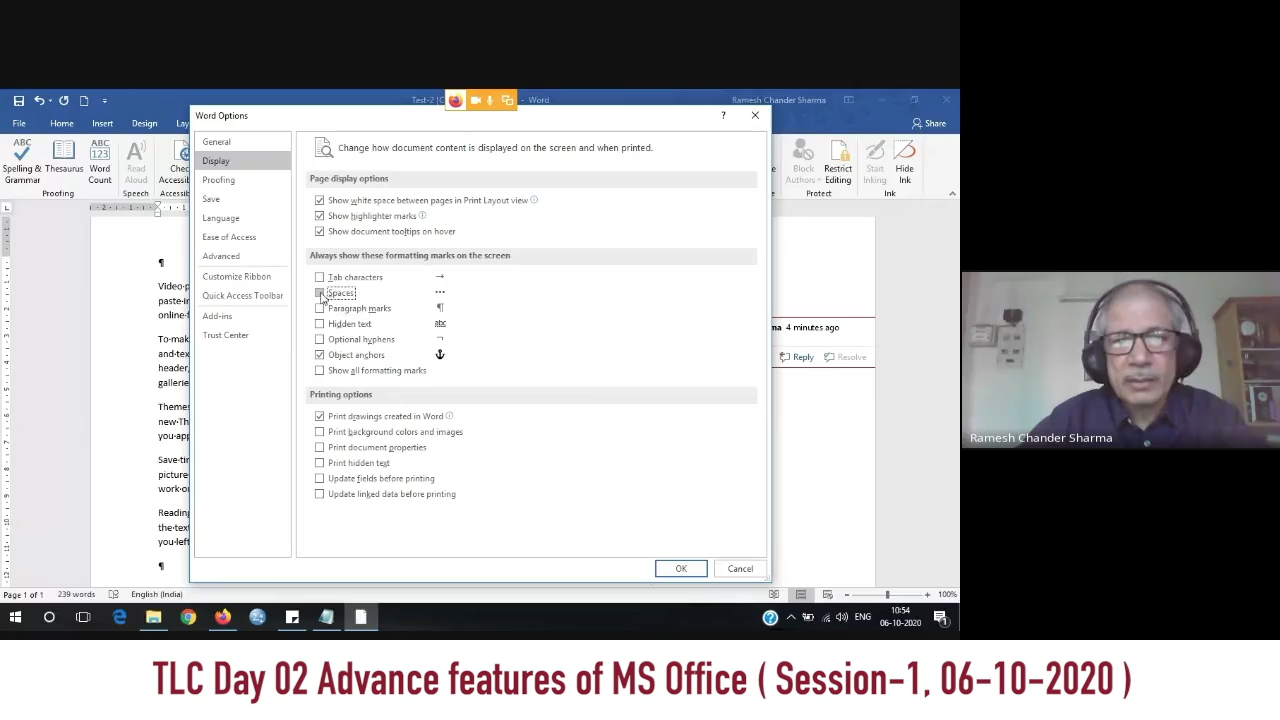 Test-2 [C
- Word
Ramesh Chander Sharma
File
Home
Insert
Design
Share
Spelling & Grammar
Thesaurus
ABC 123 Word Count
Read Aloud
Block Authors
Restrict Editing
Start Inking
Hide Ink
Proofing
Speech
Protect
Ink
Word Options
General
Display
Proofing
Save
Language
Ease of Access
Advanced
Customize Ribbon
Quick Access Toolbar
Add-ins
Trust Center
Change how document content is displayed on the screen and when printed.
Page display options
Show white space between pages in Print Layout view
Show highlighter marks
Show document tooltips on hover
Always show these formatting marks on the screen
Tab characters →
Spaces ···
Paragraph marks ¶
Hidden text abc
Optional hyphens ¬
Object anchors
Show all formatting marks
Printing options
Print drawings created in Word
Print background colors and images
Print document properties
Print hidden text
Update fields before printing
Update linked data before printing
OK
Cancel
4 minutes ago
Reply
Resolve
Page 1 of 1
239 words
English (India)
100%
ENG
10:54
06-10-2020
Ramesh Chander Sharma
TLC Day 02 Advance features of MS Office ( Session-1, 06-10-2020 )